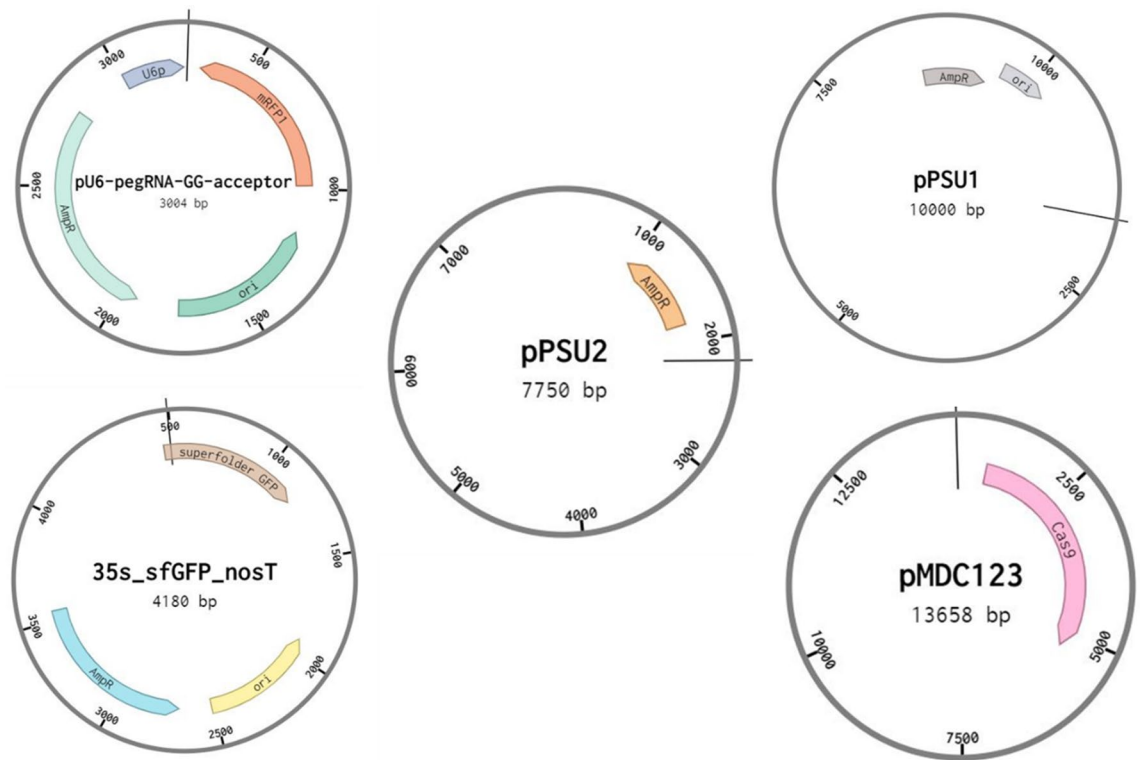 3000
500
U6p
mRFP1
pU6-pegRNA-GG-acceptor
3004 bp
2500
1000
AmpR
ori
2000
1500
10000
7500
AmpR
ori
pPSU1
10000 bp
5000
2500
1000
7000
AmpR
2000
pPSU2
7750 bp
6000
3000
5000
4000
500
1000
superfolder GFP
4000
1500
35s_sfGFP_nosT
4180 bp
3500
AmpR
ori
2000
3000
2500
12500
2500
Cas9
pMDC123
13658 bp
10000
5000
7500